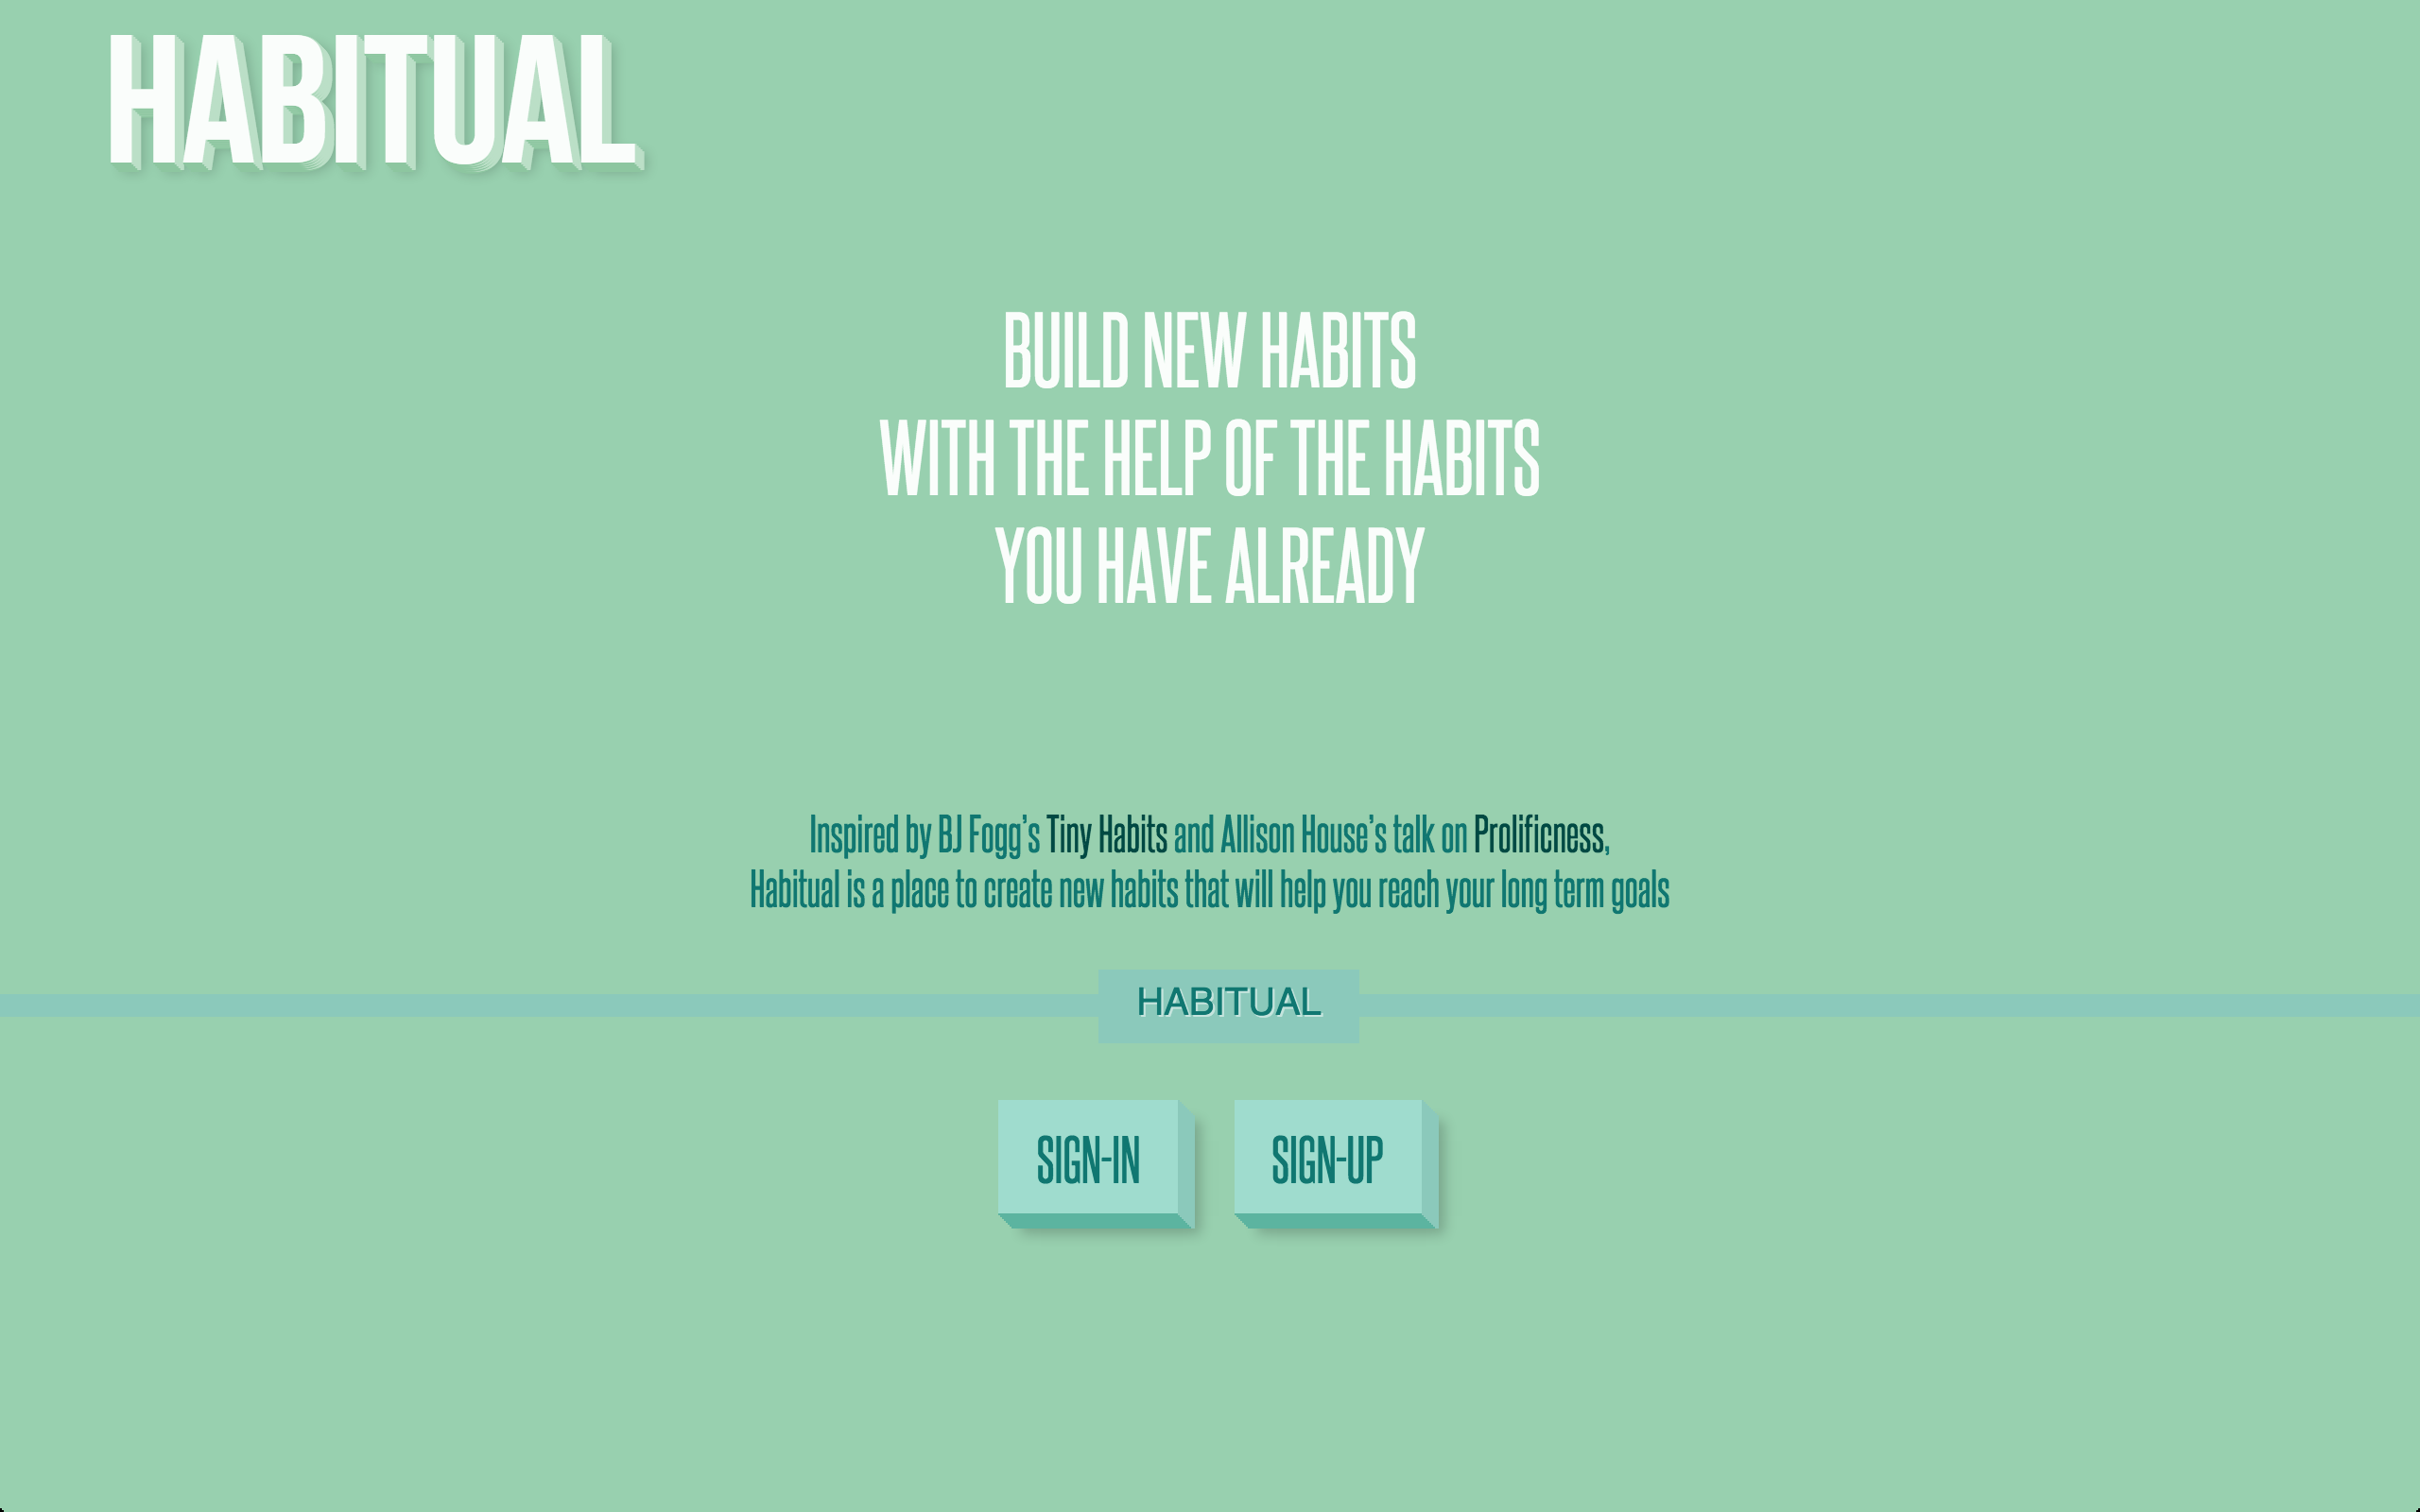 HABITUAL
BUILD NEW HABITS
WITH THE HELP OF THE HABITS
YOU HAVE ALREADY
Inspired by BJ Fogg's Tiny Habits and Allison House's talk on Prolificness,
Habitual is a place to create new habits that will help you reach your long term goals
HABITUAL
SIGN-IN
SIGN-UP